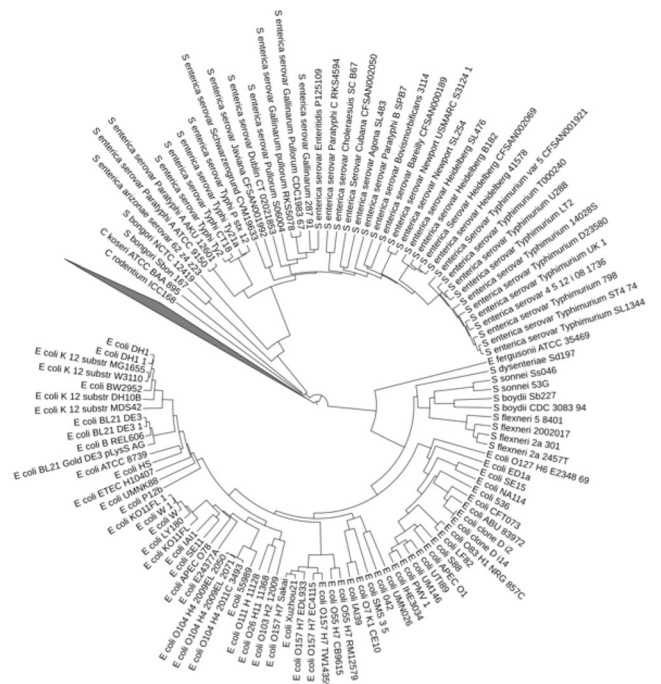 C rodentium ICC168
C koseri ATCC BAA 895
S bongori Sbon 167
S bongori NCTC 12419
S enterica arizonae serovar 62 z4 z23
S enterica serovar Paratyphi A ATCC 9150
S enterica serovar Paratyphi A AKU 12601
S enterica serovar Typhi CT18
S enterica serovar Typhi Ty2
S enterica serovar Typhi Ty21a
S enterica serovar Typhi P stx 12
S enterica serovar Schwarzengrund CVM19633
S enterica serovar Javiana CFSAN001992
S enterica serovar Dublin CT 02021853
S enterica serovar Pullorum S06004
S enterica serovar Gallinarum pullorum RKS5078
S enterica serovar Gallinarum Pullorum CDC1983 67
S enterica serovar Gallinarum 287 91
S enterica serovar Enteritidis P125109
S enterica serovar Paratyphi C RKS4594
S enterica serovar Choleraesuis SC B67
S enterica Serovar Cubana CFSAN002050
S enterica serovar Agona SL483
S enterica serovar Paratyphi B SPB7
S enterica serovar Bovismorbificans 3114
S enterica serovar Bareilly CFSAN000189
S enterica serovar Newport USMARC S3124 1
S enterica serovar Newport SL254
S enterica serovar Heidelberg SL476
S enterica serovar Heidelberg B182
S enterica Serovar Heidelberg CFSAN002069
S enterica serovar Heidelberg 41578
S enterica serovar Typhimurium var 5 CFSAN001921
S enterica serovar Typhimurium T000240
S enterica serovar Typhimurium U288
S enterica serovar Typhimurium LT2
S enterica serovar Typhimurium 14028S
S enterica serovar Typhimurium D23580
S enterica serovar Typhimurium UK 1
S enterica serovar 4 5 12 i 08 1736
S enterica serovar Typhimurium 798
S enterica serovar Typhimurium ST4 74
S enterica serovar Typhimurium SL1344
E fergusonii ATCC 35469
S dysenteriae Sd197
S sonnei Ss046
S sonnei 53G
S boydii Sb227
S boydii CDC 3083 94
S flexneri 5 8401
S flexneri 2002017
S flexneri 2a 301
S flexneri 2a 2457T
E coli O127 H6 E2348 69
E coli ED1a
E coli SE15
E coli NA114
E coli 536
E coli CFT073
E coli ABU 83972
E coli clone D i2
E coli clone D i14
E coli O83 H1 NRG 857C
E coli LF82
E coli S88
E coli APEC O1
E coli UTI89
E coli UM146
E coli PMV 1
E coli IHE3034
E coli UMN026
E coli 042
E coli SMS 3 5
E coli O7 K1 CE10
E coli IAI39
E coli O55 H7 RM12579
E coli O55 H7 CB9615
E coli O157 H7 TW14359
E coli O157 H7 EC4115
E coli O157 H7 EDL933
E coli Xuzhou21
E coli O157 H7 Sakai
E coli O103 H2 12009
E coli O26 H11 11368
E coli O111 H 11128
E coli 55989
E coli O104 H4 2011C 3493
E coli O104 H4 2009EL 2071
E coli O104 H4 2009EL 2050
E coli E24377A
E coli APEC O78
E coli SE11
E coli IAI1
E coli KO11FL
E coli LY180
E coli W
E coli W 1
E coli KO11FL 1
E coli P12b
E coli UMNK88
E coli ETEC H10407
E coli HS
E coli ATCC 8739
E coli BL21 Gold DE3 pLysS AG
E coli B REL606
E coli BL21 DE3 1
E coli BL21 DE3
E coli K 12 substr MDS42
E coli K 12 substr DH10B
E coli BW2952
E coli K 12 substr W3110
E coli K 12 substr MG1655
E coli DH1 1
E coli DH1